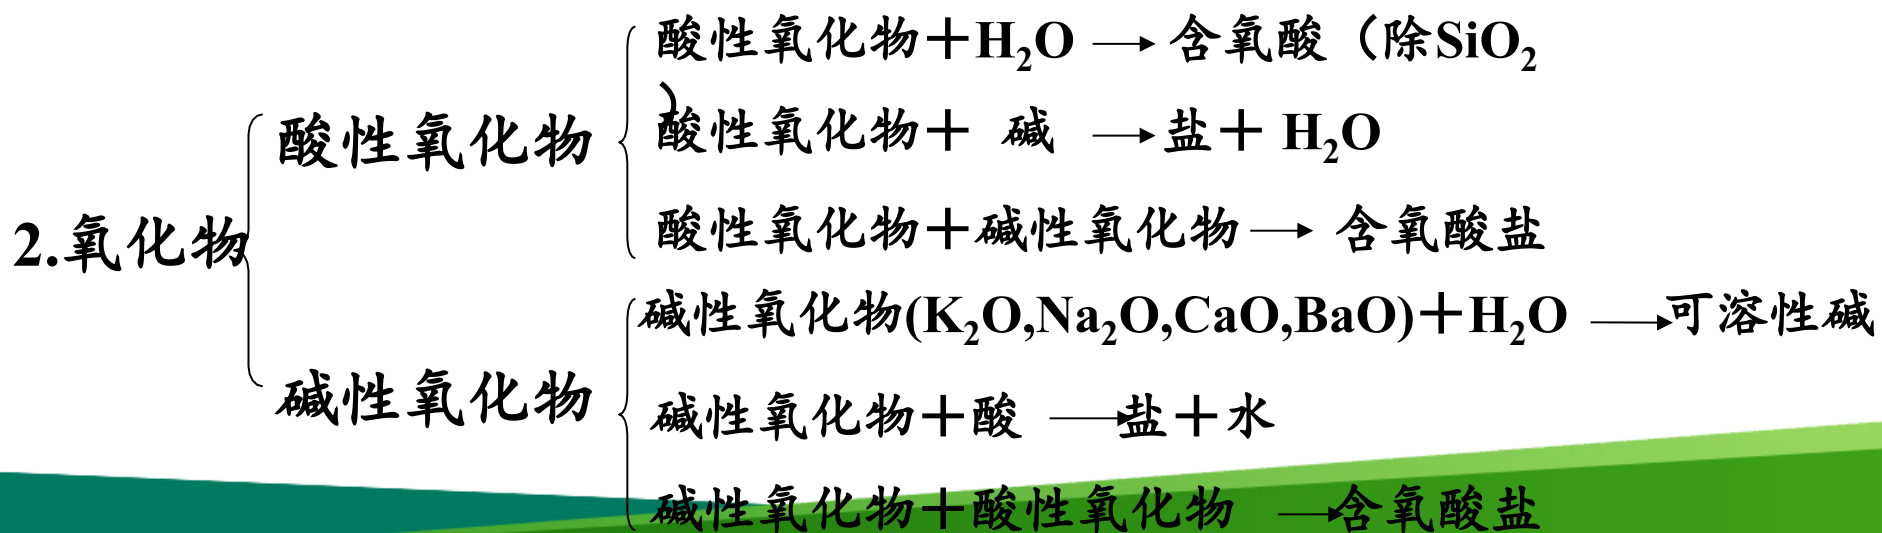 酸性氧化物＋H₂O → 含氧酸（除SiO₂
）
酸性氧化物＋ 碱 → 盐＋ H₂O
酸性氧化物
酸性氧化物＋碱性氧化物 → 含氧酸盐
2.氧化物
碱性氧化物(K₂O,Na₂O,CaO,BaO)＋H₂O → 可溶性碱
碱性氧化物
碱性氧化物＋酸 → 盐＋水
碱性氧化物＋酸性氧化物 → 含氧酸盐